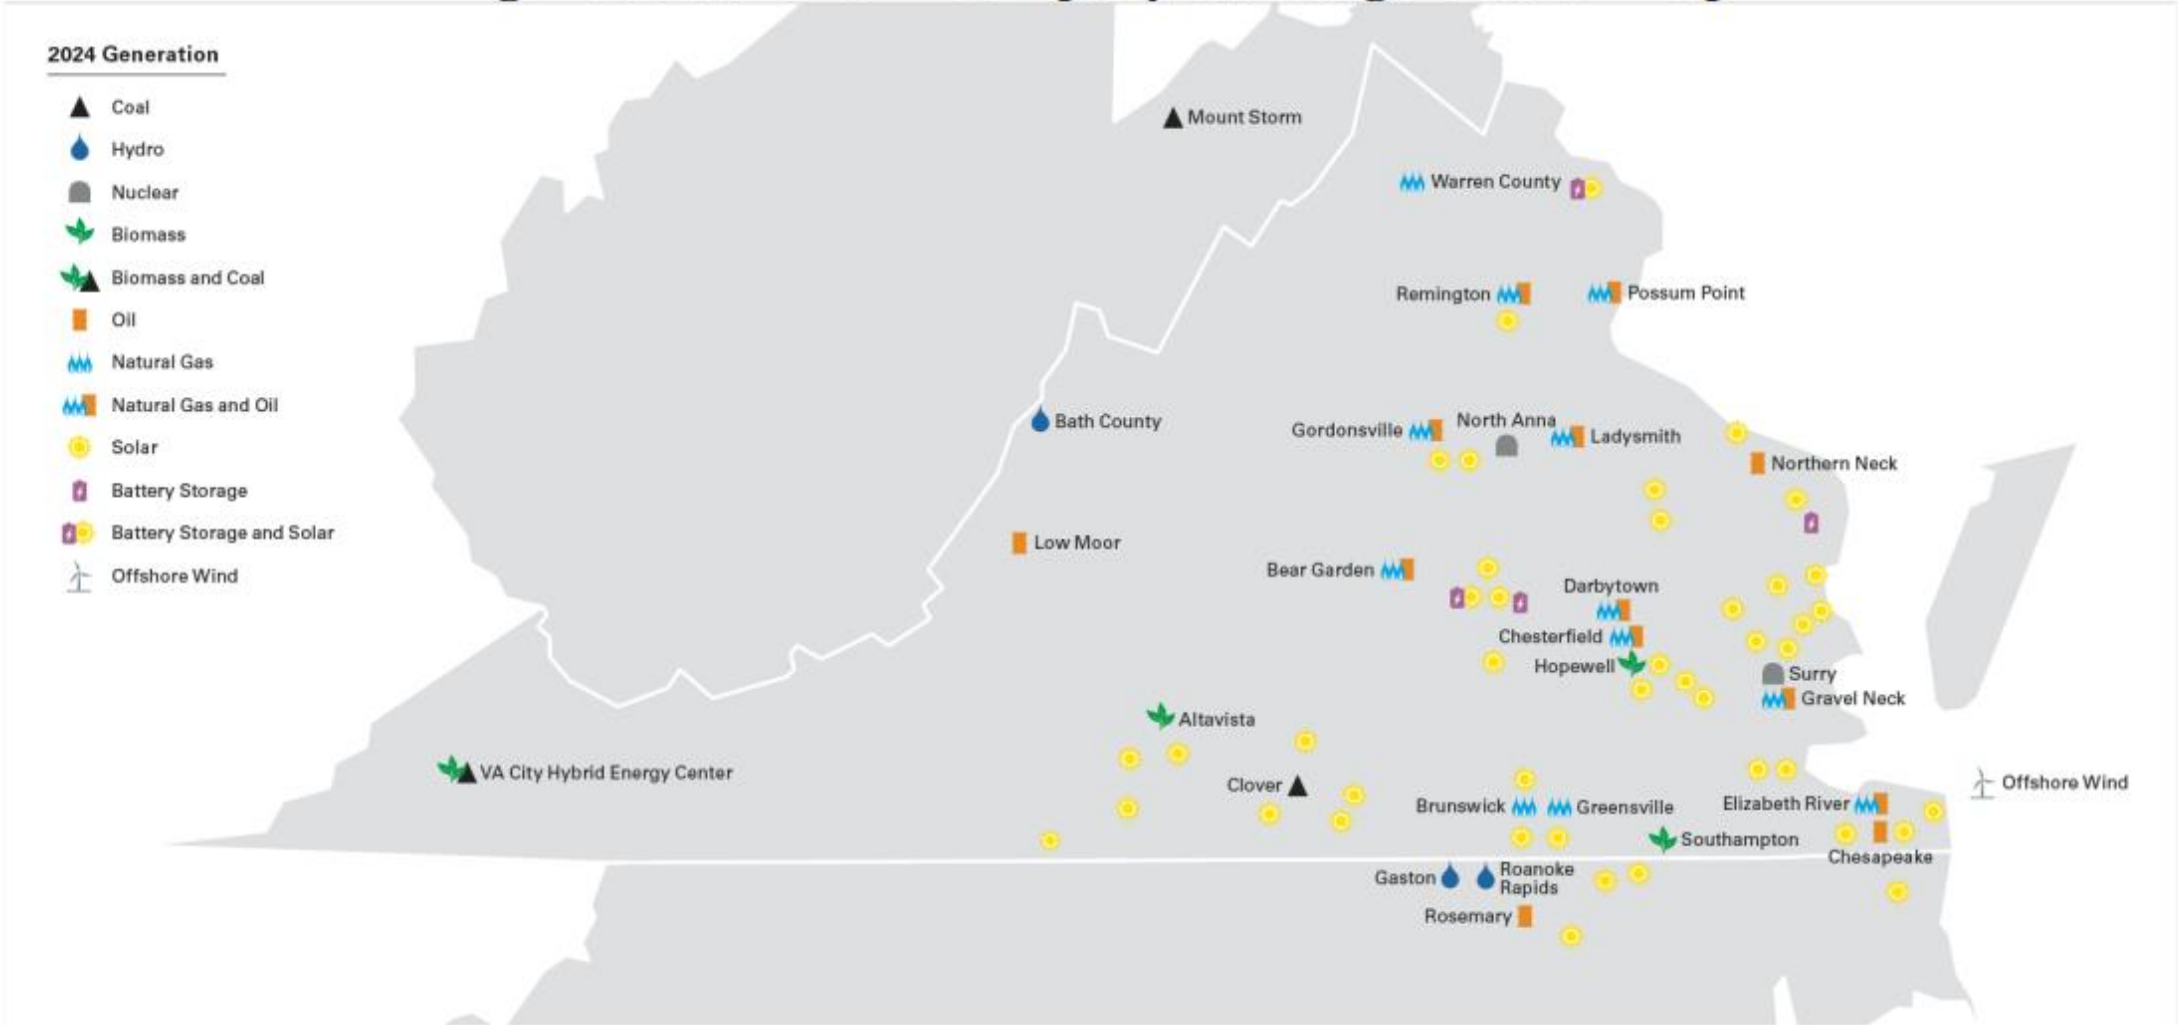 2024 Generation
Coal
Hydro
Nuclear
Biomass
Biomass and Coal
Oil
Natural Gas
Natural Gas and Oil
Solar
Battery Storage
Battery Storage and Solar
Offshore Wind
Mount Storm
Warren County
Remington
Possum Point
Bath County
Gordonsville
North Anna
Ladysmith
Northern Neck
Low Moor
Bear Garden
Darbytown
Chesterfield
Hopewell
Surry
Gravel Neck
Altavista
VA City Hybrid Energy Center
Clover
Brunswick
Greensville
Elizabeth River
Offshore Wind
Southampton
Chesapeake
Gaston
Roanoke
Rapids
Rosemary